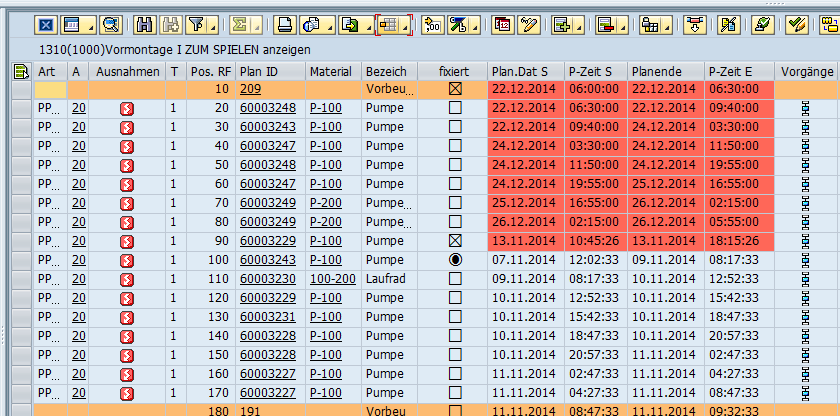 1310(1000)Vormontage I ZUM SPIELEN anzeigen
Art A Ausnahmen T Pos. RF Plan ID Material Bezeich fixiert Plan.Dat S P-Zeit S Planende P-Zeit E Vorgänge
10 209 Vorbeu... 22.12.2014 06:00:00 22.12.2014 06:30:00
PP... 20 1 20 60003248 P-100 Pumpe 22.12.2014 06:30:00 22.12.2014 09:40:00
PP... 20 1 30 60003243 P-100 Pumpe 22.12.2014 09:40:00 24.12.2014 03:30:00
PP... 20 1 40 60003247 P-100 Pumpe 24.12.2014 03:30:00 24.12.2014 11:50:00
PP... 20 1 50 60003248 P-100 Pumpe 24.12.2014 11:50:00 24.12.2014 19:55:00
PP... 20 1 60 60003247 P-100 Pumpe 24.12.2014 19:55:00 25.12.2014 16:55:00
PP... 20 1 70 60003249 P-200 Pumpe... 25.12.2014 16:55:00 26.12.2014 02:15:00
PP... 20 1 80 60003249 P-200 Pumpe... 26.12.2014 02:15:00 26.12.2014 05:55:00
PP... 20 1 90 60003229 P-100 Pumpe 13.11.2014 10:45:26 13.11.2014 18:15:26
PP... 20 1 100 60003243 P-100 Pumpe 07.11.2014 12:02:33 09.11.2014 08:17:33
PP... 20 1 110 60003230 100-200 Laufrad 09.11.2014 08:17:33 10.11.2014 12:52:33
PP... 20 1 120 60003229 P-100 Pumpe 10.11.2014 12:52:33 10.11.2014 15:42:33
PP... 20 1 130 60003231 P-100 Pumpe 10.11.2014 15:42:33 10.11.2014 18:47:33
PP... 20 1 140 60003228 P-100 Pumpe 10.11.2014 18:47:33 10.11.2014 20:57:33
PP... 20 1 150 60003228 P-100 Pumpe 10.11.2014 20:57:33 11.11.2014 02:47:33
PP... 20 1 160 60003227 P-100 Pumpe 11.11.2014 02:47:33 11.11.2014 04:27:33
PP... 20 1 170 60003227 P-100 Pumpe 11.11.2014 04:27:33 11.11.2014 08:47:33
180 191 Vorbeu 11.11.2014 08:47:33 11.11.2014 09:32:33